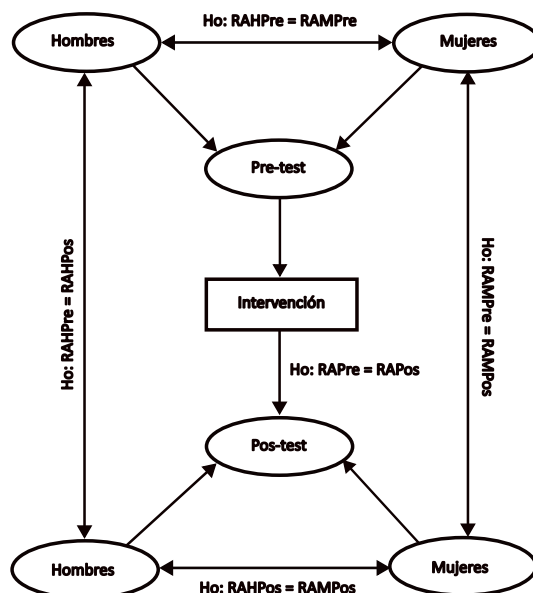 Ho: RAHPre = RAMPre
Hombres
Mujeres
Pre-test
Ho: RAHPre = RAHPos
Ho: RAMPre = RAMPos
Intervención
Ho: RAPre = RAPos
Pos-test
Hombres
Mujeres
Ho: RAHPos = RAMPos